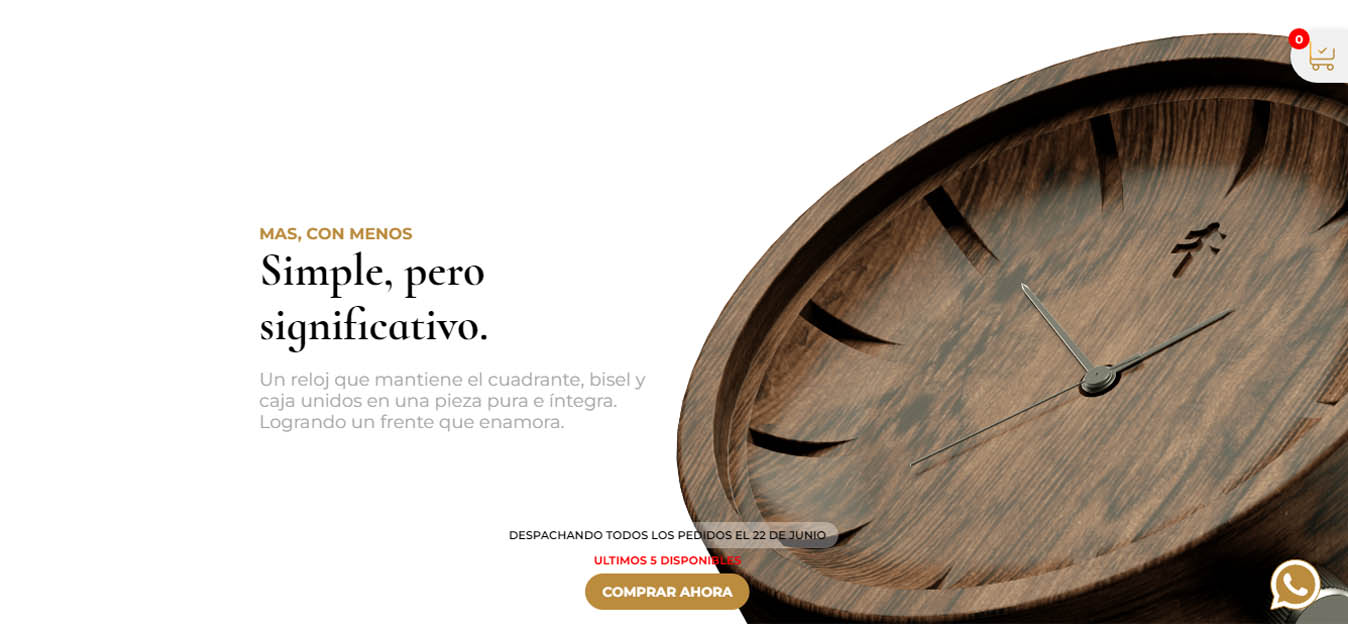 0
MAS, CON MENOS
Simple, pero
significativo.
Un reloj que mantiene el cuadrante, bisel y
caja unidos en una pieza pura e íntegra.
Logrando un frente que enamora.
DESPACHANDO TODOS LOS PEDIDOS EL 22 DE JUNIO
ULTIMOS 5 DISPONIBLES
COMPRAR AHORA